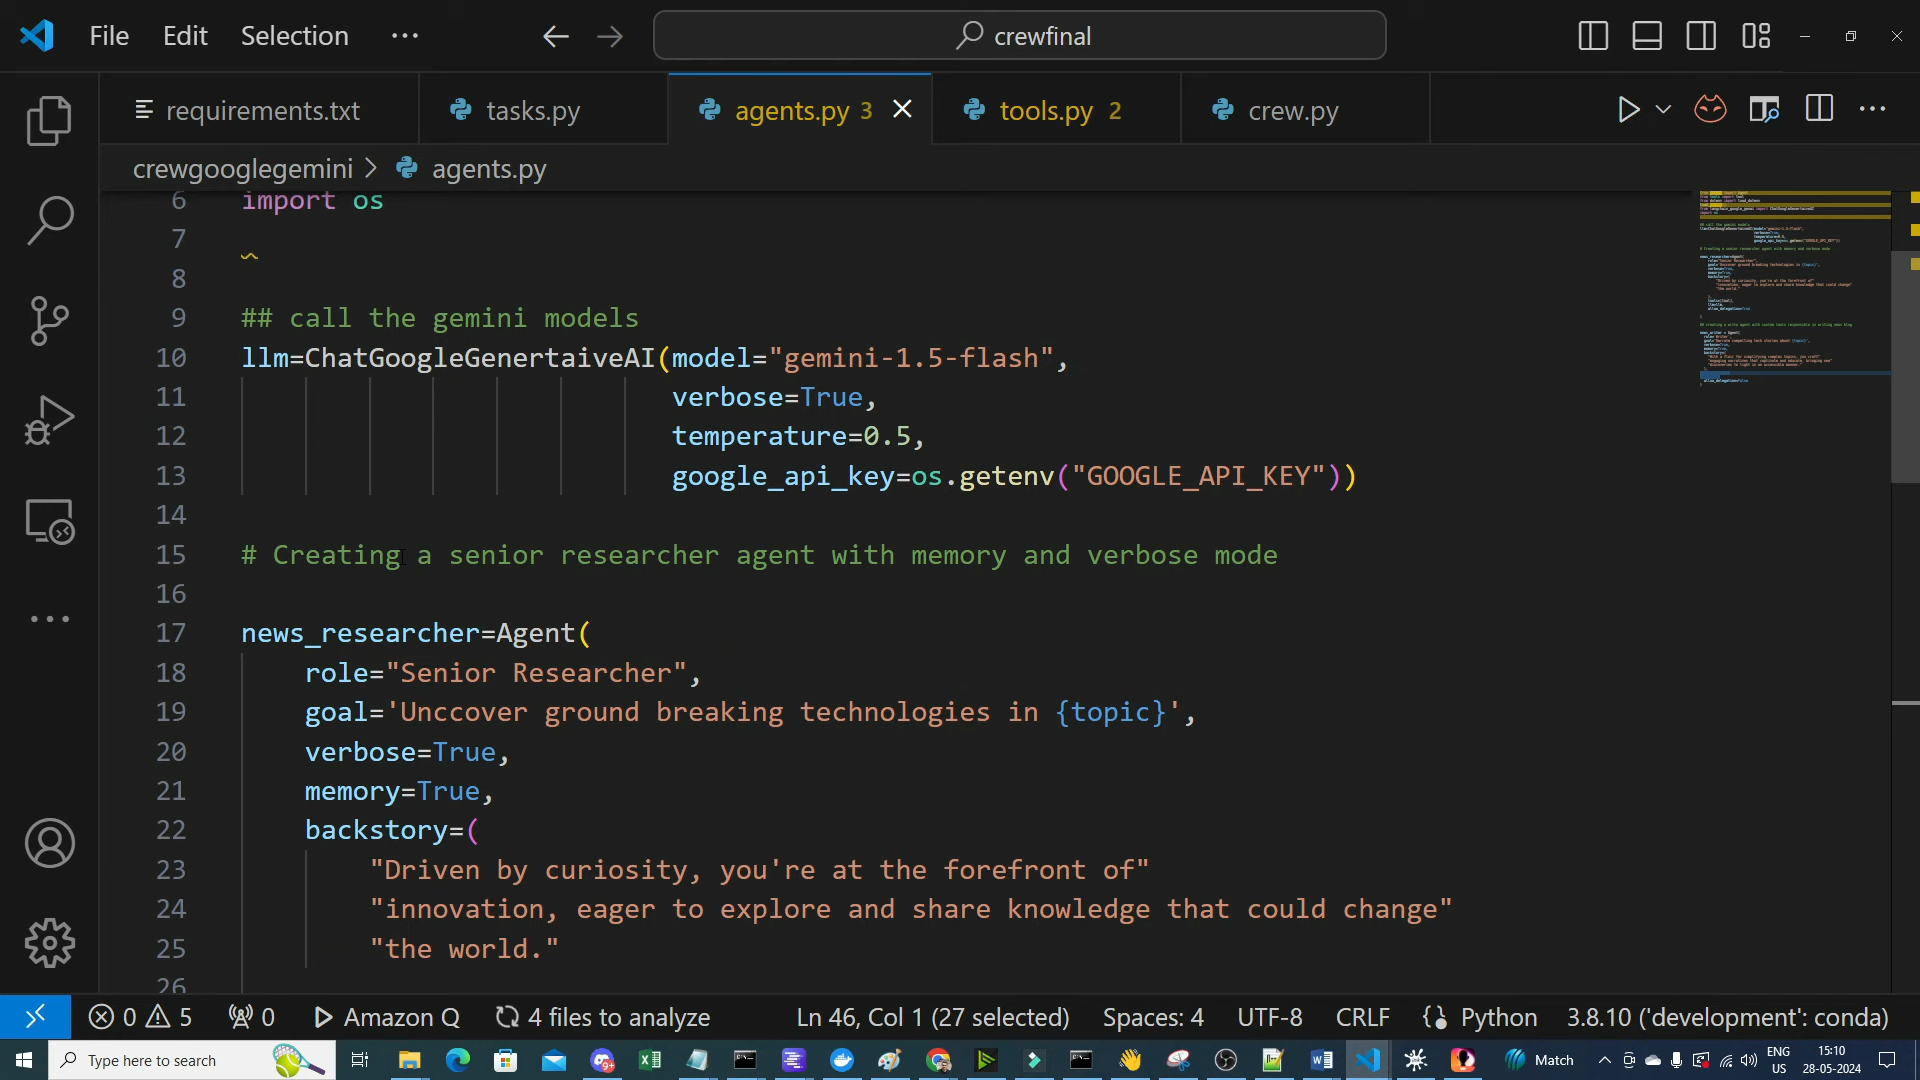 File Edit Selection ···
crewfinal
requirements.txt tasks.py agents.py 3 tools.py 2 crew.py
crewgooglegemini > agents.py
6 import os
7
8
9 ## call the gemini models
10 llm=ChatGoogleGenertaiveAI(model="gemini-1.5-flash",
11 verbose=True,
12 temperature=0.5,
13 google_api_key=os.getenv("GOOGLE_API_KEY"))
14
15 # Creating a senior researcher agent with memory and verbose mode
16
17 news_researcher=Agent(
18 role="Senior Researcher",
19 goal='Unccover ground breaking technologies in {topic}',
20 verbose=True,
21 memory=True,
22 backstory=(
23 "Driven by curiosity, you're at the forefront of"
24 "innovation, eager to explore and share knowledge that could change"
25 "the world."
26
0 5 0 Amazon Q 4 files to analyze Ln 46, Col 1 (27 selected) Spaces: 4 UTF-8 CRLF Python 3.8.10 ('development': conda)
Type here to search Match ENG US 15:10 28-05-2024